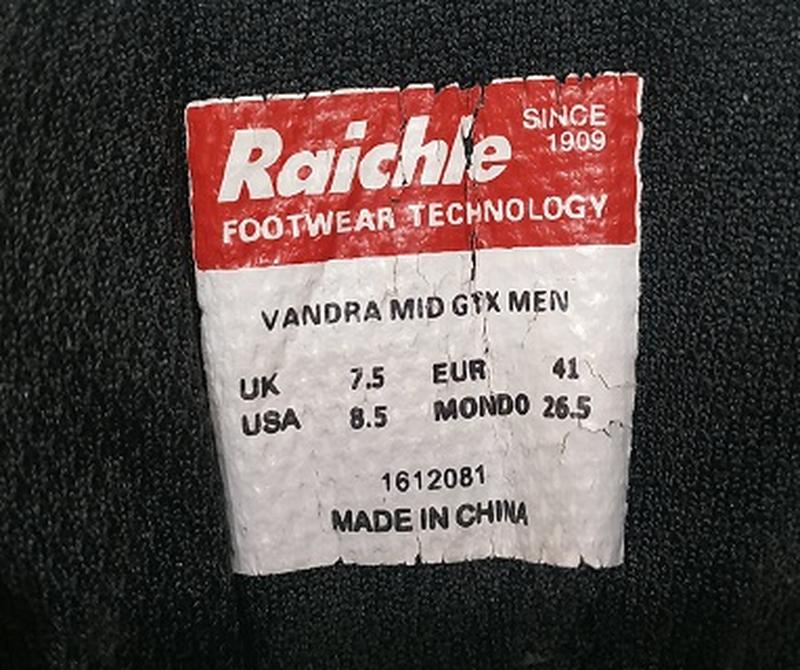 Raichle
SINCE
1909
FOOTWEAR TECHNOLOGY
VANDRA MID GTX MEN
UK 7.5 EUR 41
USA 8.5 MONDO 26.5
1612081
MADE IN CHINA